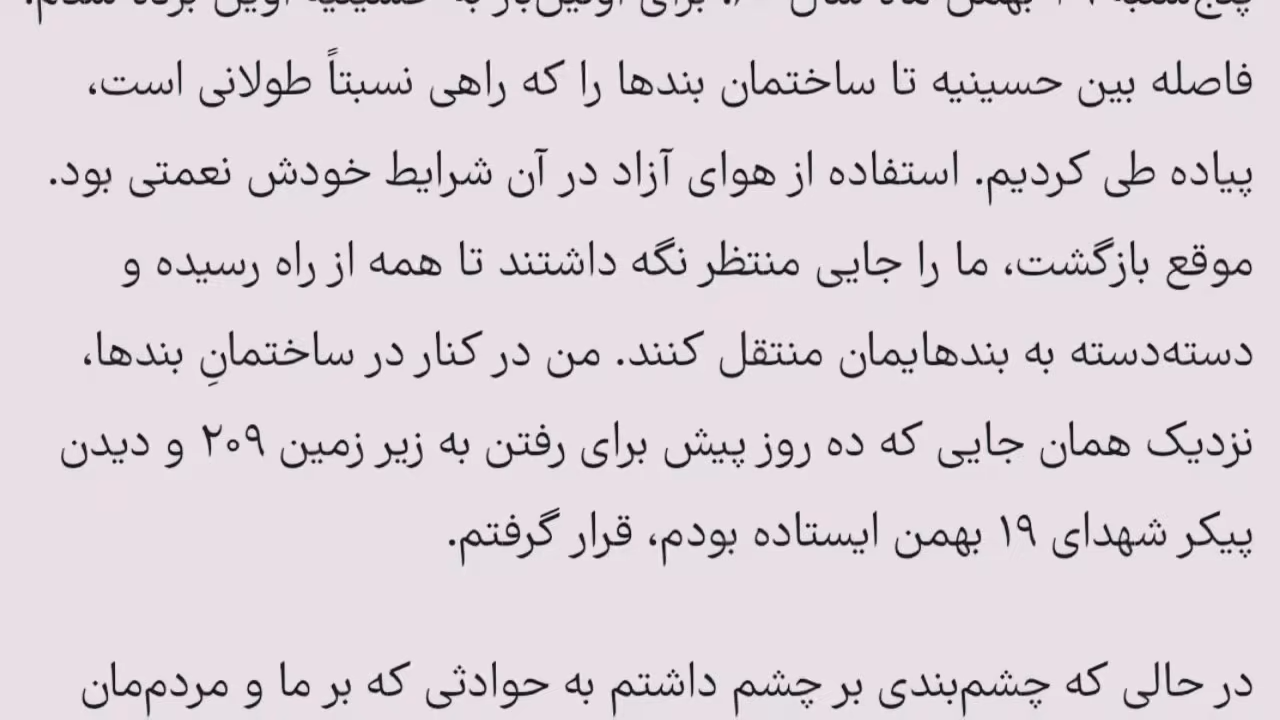 فاصله بین حسینیه تا ساختمان بندها را که راهی نسبتاً طولانی است،
پیاده طی کردیم. استفاده از هوای آزاد در آن شرایط خودش نعمتی بود.
موقع بازگشت، ما را جایی منتظر نگه داشتند تا همه از راه رسیده و
دسته‌دسته به بندهایمان منتقل کنند. من در کنار در ساختمانِ بندها،
نزدیک همان جایی که ده روز پیش برای رفتن به زیر زمین ۲۰۹ و دیدن
پیکر شهدای ۱۹ بهمن ایستاده بودم، قرار گرفتم.
در حالی که چشم‌بندی بر چشم داشتم به حوادثی که بر ما و مردم‌مان